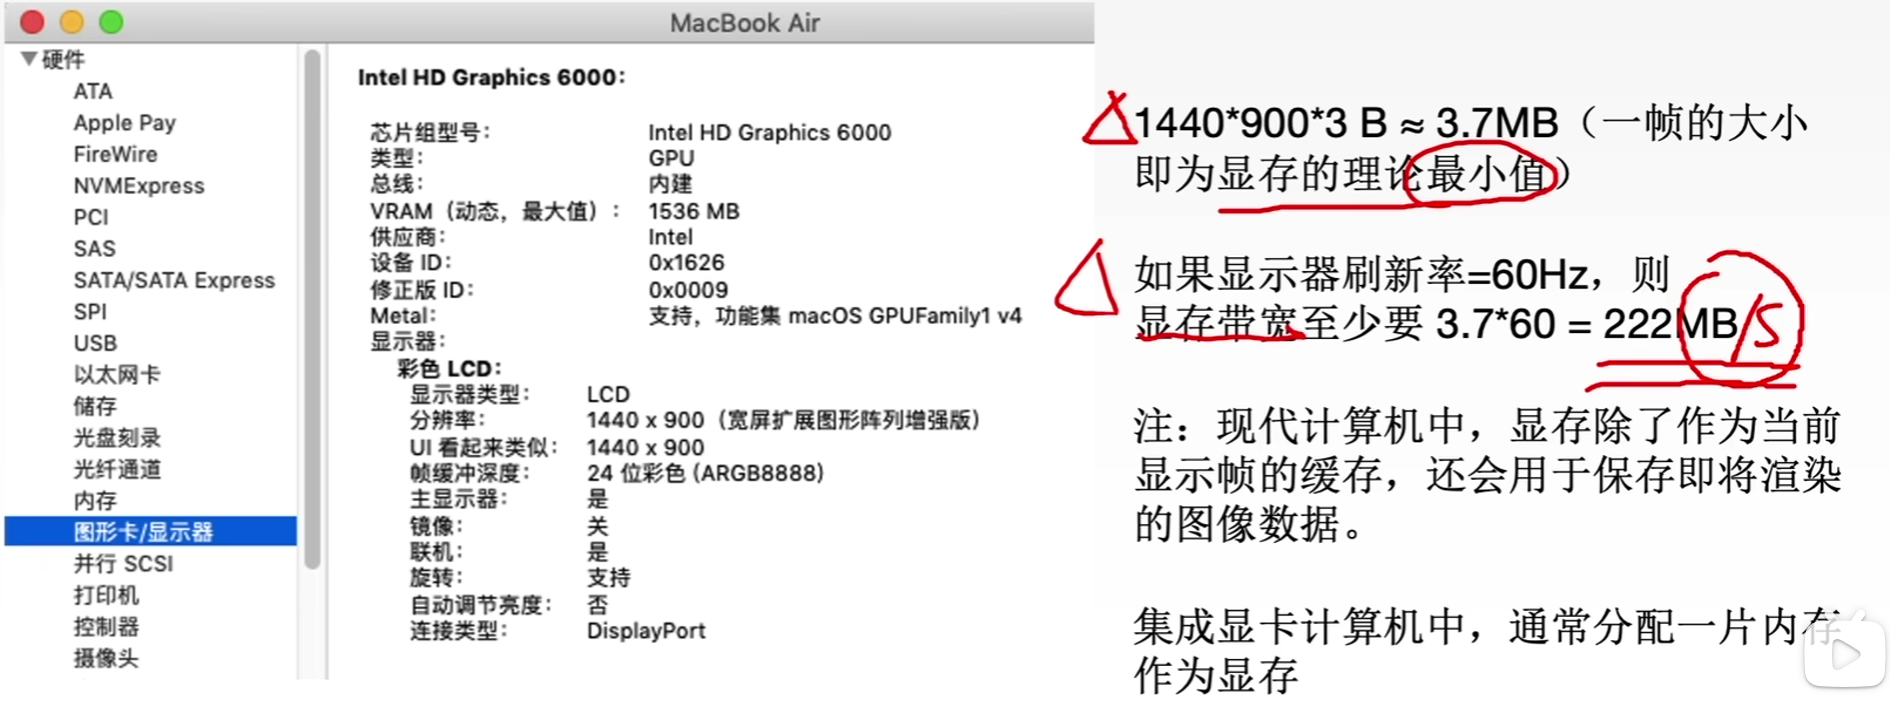 MacBook Air
▼硬件
ATA
Apple Pay
FireWire
NVMExpress
PCI
SAS
SATA/SATA Express
SPI
USB
以太网卡
储存
光盘刻录
光纤通道
内存
图形卡/显示器
并行 SCSI
打印机
控制器
摄像头
Intel HD Graphics 6000:
芯片组型号: Intel HD Graphics 6000
类型: GPU
总线: 内建
VRAM（动态，最大值）: 1536 MB
供应商: Intel
设备 ID: 0x1626
修正版 ID: 0x0009
Metal: 支持，功能集 macOS GPUFamily1 v4
显示器:
彩色 LCD:
显示器类型: LCD
分辨率: 1440 x 900（宽屏扩展图形阵列增强版）
UI 看起来类似: 1440 x 900
帧缓冲深度: 24 位彩色 (ARGB8888)
主显示器: 是
镜像: 关
联机: 是
旋转: 支持
自动调节亮度: 否
连接类型: DisplayPort
1440*900*3 B ≈ 3.7MB（一帧的大小
即为显存的理论最小值）
如果显示器刷新率=60Hz，则
显存带宽至少要 3.7*60 = 222MB/S
注：现代计算机中，显存除了作为当前
显示帧的缓存，还会用于保存即将渲染
的图像数据。
集成显卡计算机中，通常分配一片内存
作为显存